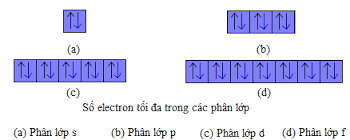 (a) (b)
(c) (d)
Số electron tối đa trong các phân lớp
(a) Phân lớp s (b) Phân lớp p (c) Phân lớp d (d) Phân lớp f